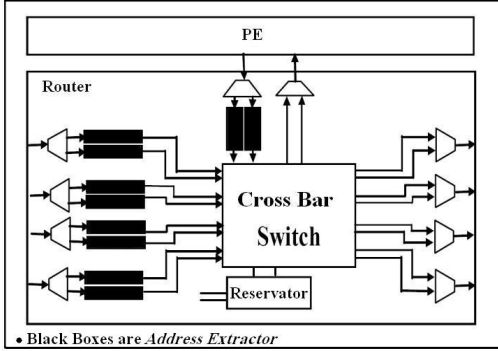 PE
Router
Cross Bar
Switch
Reservator
• Black Boxes are Address Extractor